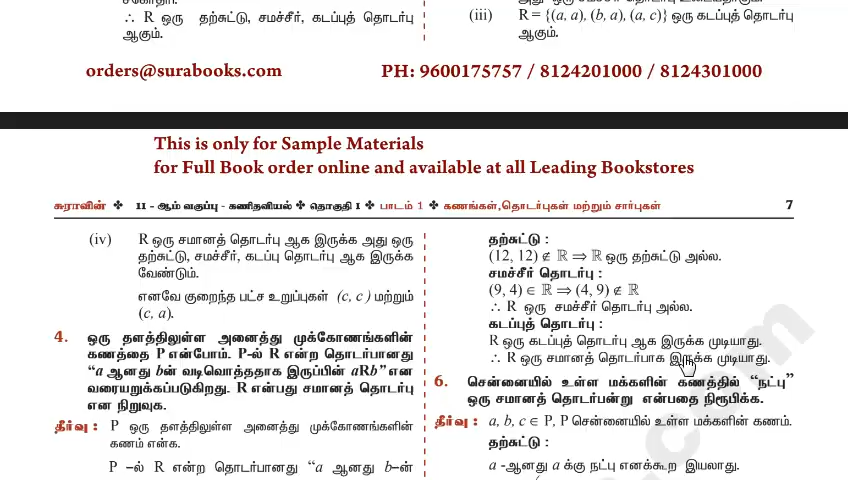 ∴ R ஒரு தற்சுட்டு, சமச்சீர், கடப்புத் தொடர்பு
ஆகும்.
(iii) R = {(a, a), (b, a), (a, c)} ஒரு கடப்புத் தொடர்பு
ஆகும்.
orders@surabooks.com PH: 9600175757 / 8124201000 / 8124301000
This is only for Sample Materials
for Full Book order online and available at all Leading Bookstores
சுராவின் ❖ 11 - ஆம் வகுப்பு - கணிதவியல் ❖ தொகுதி I ❖ பாடம் 1 ❖ கணங்கள்,தொடர்புகள் மற்றும் சார்புகள் 7
(iv) R ஒரு சமானத் தொடர்பு ஆக இருக்க அது ஒரு
தற்சுட்டு, சமச்சீர், கடப்பு தொடர்பு ஆக இருக்க
வேண்டும்.
எனவே குறைந்த பட்ச உறுப்புகள் (c, c ) மற்றும்
(c, a).
4. ஒரு தளத்திலுள்ள அனைத்து முக்கோணங்களின்
கணத்தை P என்போம். P-ல் R என்ற தொடர்பானது
“a ஆனது bன் வடிவொத்ததாக இருப்பின் aRb” என
வரையறுக்கப்படுகிறது. R என்பது சமானத் தொடர்பு
என நிறுவுக.
தீர்வு : P ஒரு தளத்திலுள்ள அனைத்து முக்கோணங்களின்
கணம் என்க.
P –ல் R என்ற தொடர்பானது “a ஆனது b–ன்
தற்சுட்டு :
(12, 12) ∉ ℝ ⇒ ℝ ஒரு தற்சுட்டு அல்ல.
சமச்சீர் தொடர்பு :
(9, 4) ∈ ℝ ⇒ (4, 9) ∉ ℝ
∴ R ஒரு சமச்சீர் தொடர்பு அல்ல.
கடப்புத் தொடர்பு :
R ஒரு கடப்புத் தொடர்பு ஆக இருக்க முடியாது.
∴ R ஒரு சமானத் தொடர்பாக இருக்க முடியாது.
6. சென்னையில் உள்ள மக்களின் கணத்தில் “நட்பு”
ஒரு சமானத் தொடர்பன்று என்பதை நிரூபிக்க.
தீர்வு : a, b, c ∈ P, P சென்னையில் உள்ள மக்களின் கணம்.
தற்சுட்டு :
a -ஆனது a க்கு நட்பு எனக்கூற இயலாது.